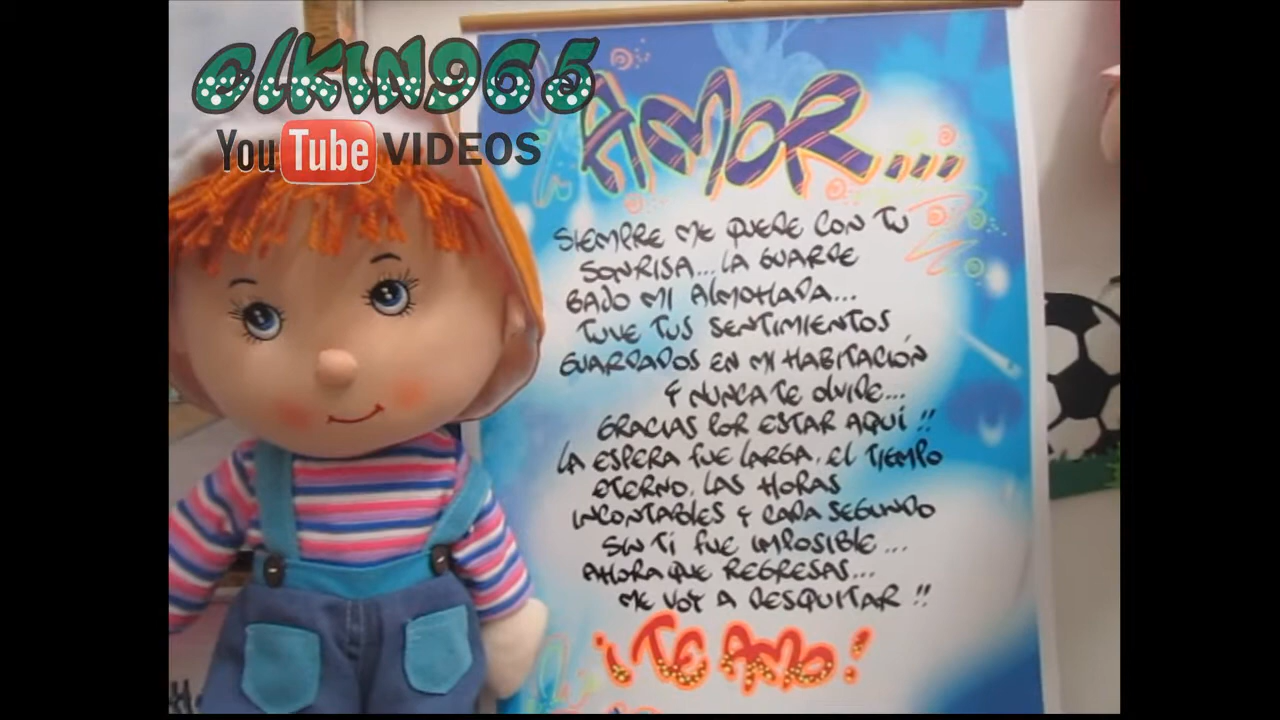 elkin965
YouTube VIDEOS
AMOR....
SIEMPRE ME QUEDE CON TU
SONRISA... LA GUARDE
BAJO MI ALMOHADA...
TUVE TUS SENTIMIENTOS
GUARDADOS EN MI HABITACIÓN
Y NUNCA TE OLVIDE...
GRACIAS POR ESTAR AQUÍ !!
LA ESPERA FUE LARGA, EL TIEMPO
ETERNO, LAS HORAS
INCONTABLES Y CADA SEGUNDO
SIN TI FUE IMPOSIBLE...
AHORA QUE REGRESAS...
ME VOY A DESQUITAR !!
¡TE AMO!